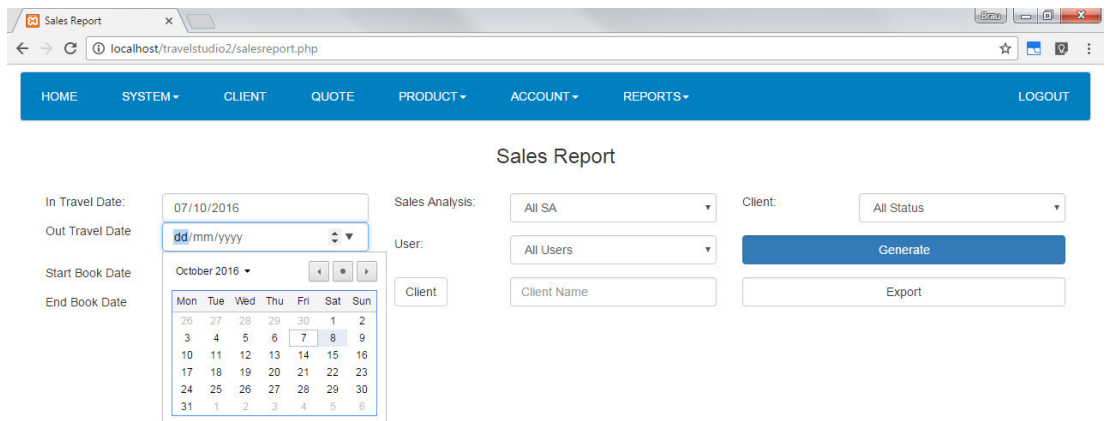 Sales Report
Brau
localhost/travelstudio2/salesreport.php
HOME SYSTEM CLIENT QUOTE PRODUCT ACCOUNT REPORTS LOGOUT
Sales Report
In Travel Date: 07/10/2016 Sales Analysis: All SA Client: All Status
Out Travel Date dd/mm/yyyy User: All Users Generate
Start Book Date
End Book Date
Client Client Name Export
October 2016
Mon Tue Wed Thu Fri Sat Sun
26 27 28 29 30 1 2
3 4 5 6 7 8 9
10 11 12 13 14 15 16
17 18 19 20 21 22 23
24 25 26 27 28 29 30
31 1 2 3 4 5 6